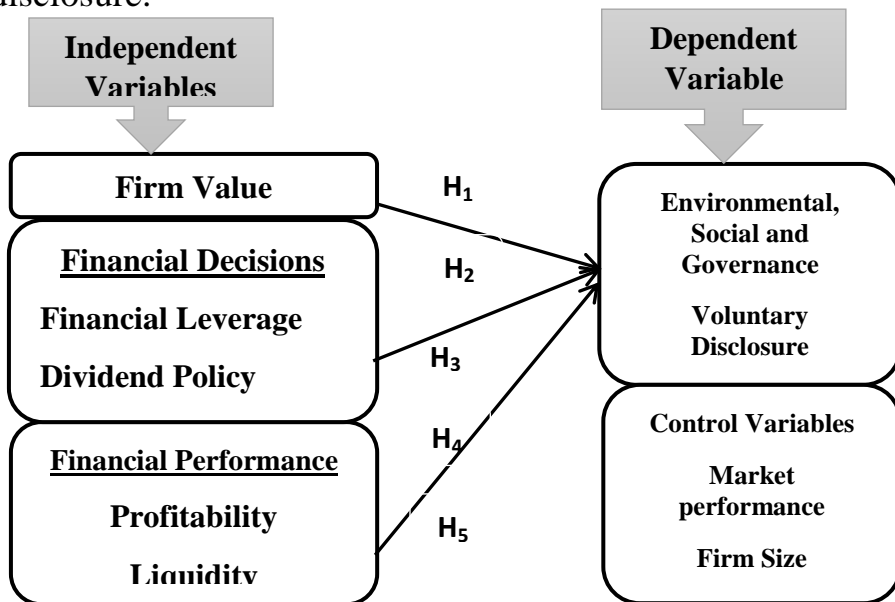 disclosure.
Independent
Variables
Dependent
Variable
Firm Value
Financial Decisions
Financial Leverage
Dividend Policy
Financial Performance
Profitability
Liquidity
H₁
H₂
H₃
H₄
H₅
Environmental,
Social and
Governance
Voluntary
Disclosure
Control Variables
Market
performance
Firm Size